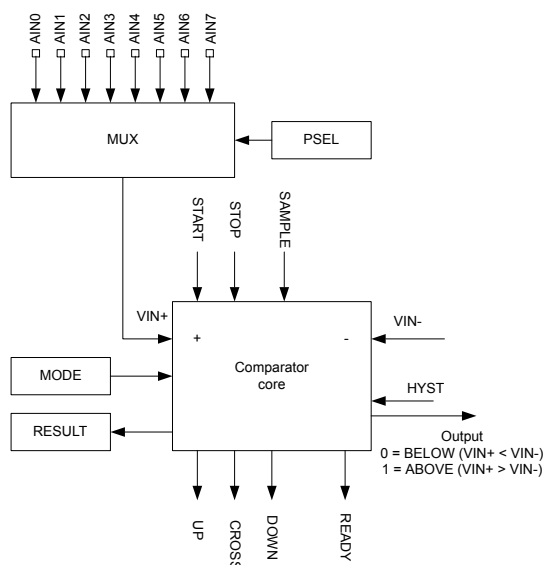 AIN0
AIN1
AIN2
AIN3
AIN4
AIN5
AIN6
AIN7
MUX
PSEL
START
STOP
SAMPLE
VIN+
+
-
VIN-
MODE
Comparator
core
HYST
RESULT
Output
0 = BELOW (VIN+ < VIN-)
1 = ABOVE (VIN+ > VIN-)
UP
CROSS
DOWN
READY